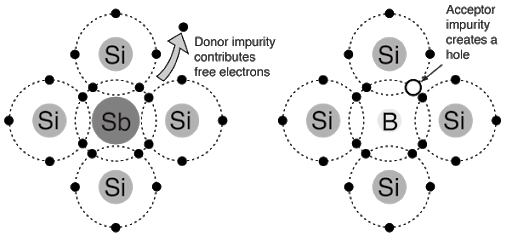 Donor impurity
contributes
free electrons
Si
Si
Sb
Si
Si
Acceptor
impurity
creates a
hole
Si
Si
B
Si
Si